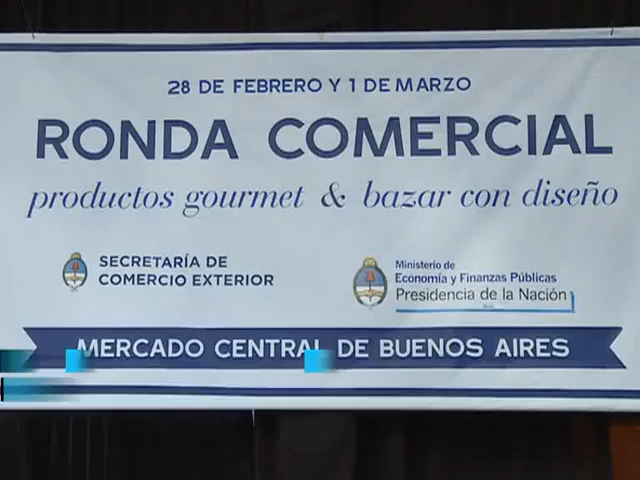 28 DE FEBRERO Y 1 DE MARZO
RONDA COMERCIAL
productos gourmet & bazar con diseño
SECRETARÍA DE
COMERCIO EXTERIOR
Ministerio de
Economía y Finanzas Públicas
Presidencia de la Nación
MERCADO CENTRAL DE BUENOS AIRES